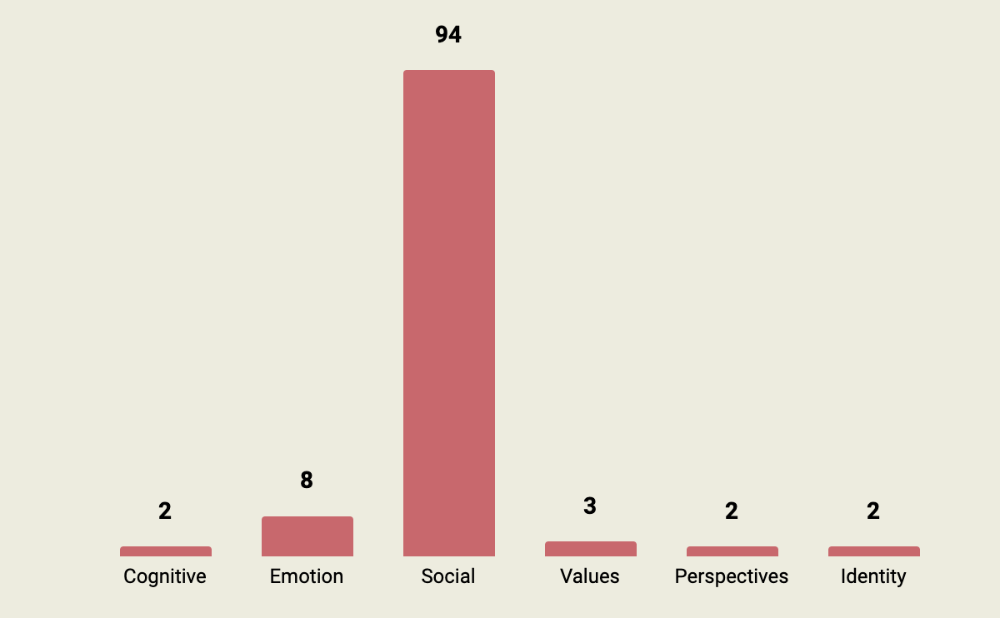 94
8
2
3
2
2
Cognitive
Emotion
Social
Values
Perspectives
Identity